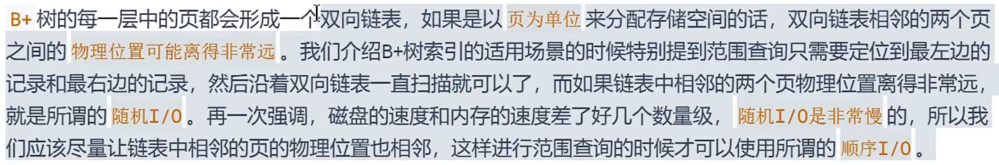 B+ 树的每一层中的页都会形成一个双向链表，如果是以 页为单位 来分配存储空间的话，双向链表相邻的两个页
之间的 物理位置可能离得非常远 。我们介绍B+树索引的适用场景的时候特别提到范围查询只需要定位到最左边的
记录和最右边的记录，然后沿着双向链表一直扫描就可以了，而如果链表中相邻的两个页物理位置离得非常远，
就是所谓的 随机I/O 。再一次强调，磁盘的速度和内存的速度差了好几个数量级， 随机I/O是非常慢 的，所以我
们应该尽量让链表中相邻的页的物理位置也相邻，这样进行范围查询的时候才可以使用所谓的 顺序I/O 。